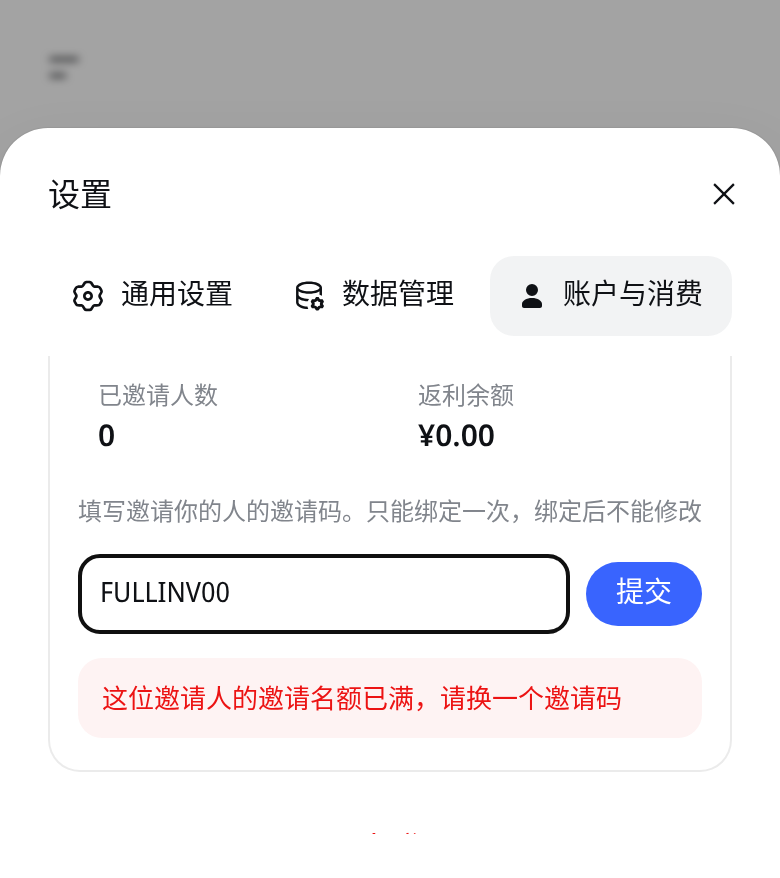 设置
通用设置
数据管理
账户与消费
已邀请人数
返利余额
0
¥0.00
填写邀请你的人的邀请码。只能绑定一次，绑定后不能修改
FULLINV00
提交
这位邀请人的邀请名额已满，请换一个邀请码